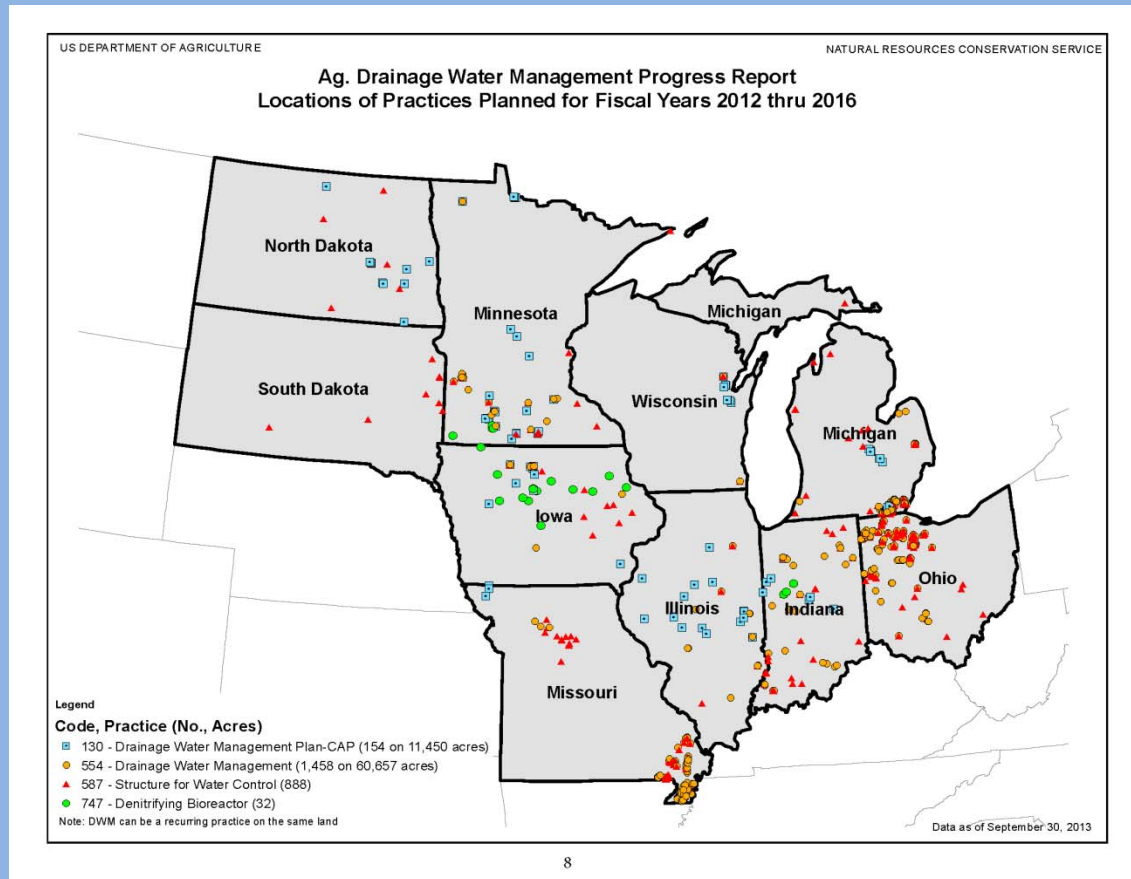 US DEPARTMENT OF AGRICULTURE
NATURAL RESOURCES CONSERVATION SERVICE
Ag. Drainage Water Management Progress Report
Locations of Practices Planned for Fiscal Years 2012 thru 2016
North Dakota
Minnesota
Michigan
South Dakota
Wisconsin
Michigan
Iowa
Ohio
Illinois
Indiana
Missouri
Legend
Code, Practice (No., Acres)
130 - Drainage Water Management Plan-CAP (154 on 11,450 acres)
554 - Drainage Water Management (1,458 on 60,657 acres)
587 - Structure for Water Control (888)
747 - Denitrifying Bioreactor (32)
Note: DWM can be a recurring practice on the same land
Data as of September 30, 2013
8